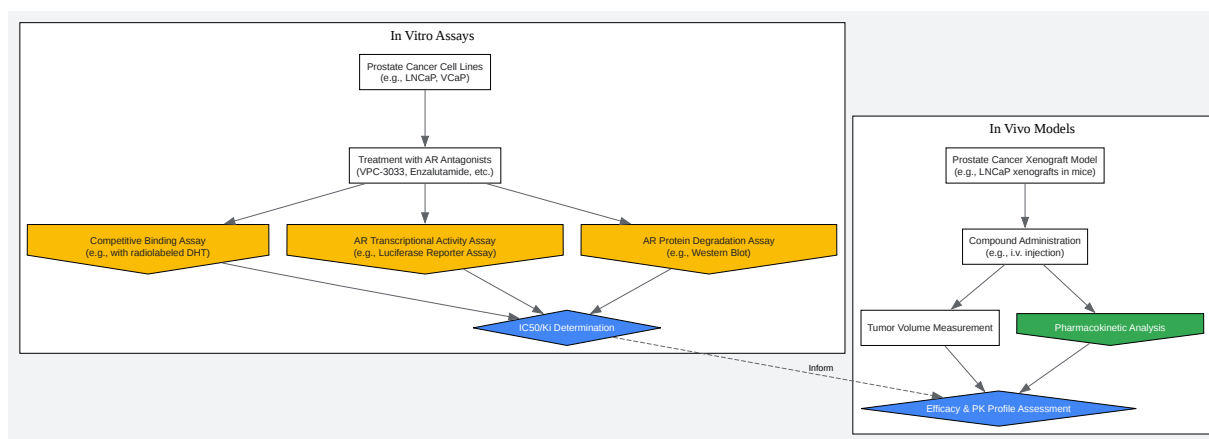 In Vitro Assays
Prostate Cancer Cell Lines
(e.g., LNCaP, VCaP)
Treatment with AR Antagonists
(VPC-3033, Enzalutamide, etc.)
Competitive Binding Assay
(e.g., with radiolabeled DHT)
AR Transcriptional Activity Assay
(e.g., Luciferase Reporter Assay)
AR Protein Degradation Assay
(e.g., Western Blot)
IC50/Ki Determination
Inform
In Vivo Models
Prostate Cancer Xenograft Model
(e.g., LNCaP xenografts in mice)
Compound Administration
(e.g., i.v. injection)
Tumor Volume Measurement
Pharmacokinetic Analysis
Efficacy & PK Profile Assessment